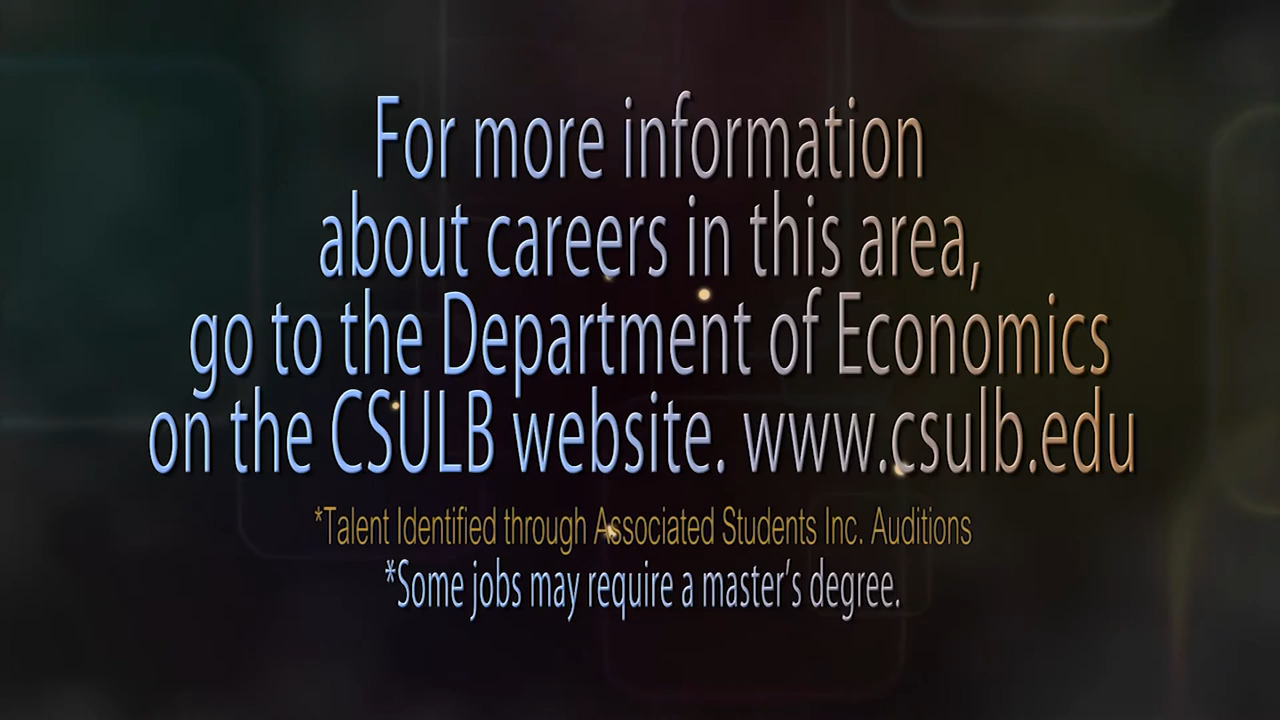 For more information
about careers in this area,
go to the Department of Economics
on the CSULB website. www.csulb.edu
*Talent Identified through Associated Students Inc. Auditions
*Some jobs may require a master's degree.